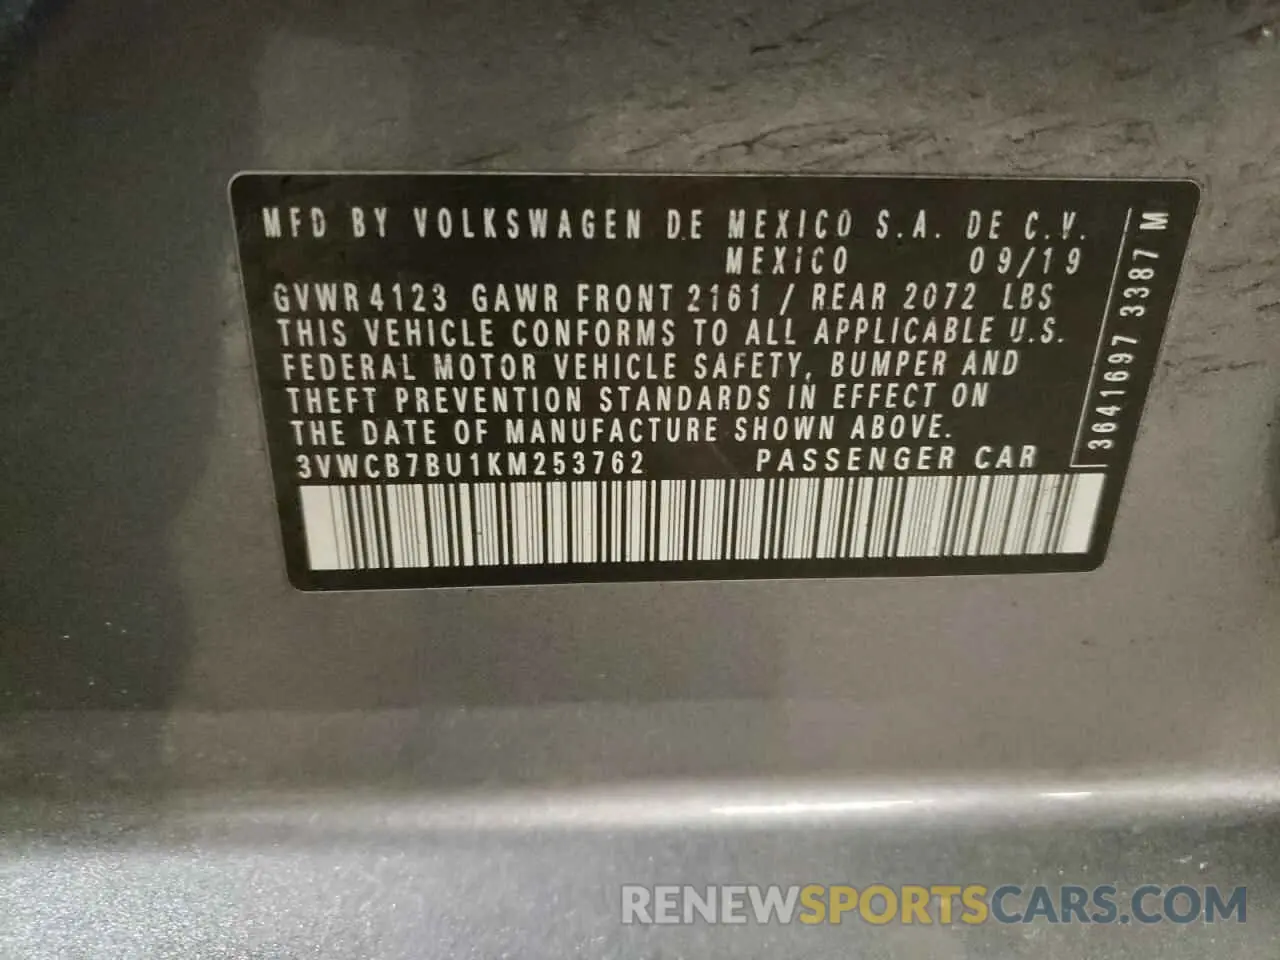 MFD BY VOLKSWAGEN DE MEXICO S.A. DE C.V.
MEXICO 09/19
GVWR 4123 GAWR FRONT 2161 / REAR 2072 LBS
THIS VEHICLE CONFORMS TO ALL APPLICABLE U.S.
FEDERAL MOTOR VEHICLE SAFETY, BUMPER AND
THEFT PREVENTION STANDARDS IN EFFECT ON
THE DATE OF MANUFACTURE SHOWN ABOVE.
3VWCB7BU1KM253762 PASSENGER CAR
3641697 3387 M
RENEWSPORTSCARS.COM